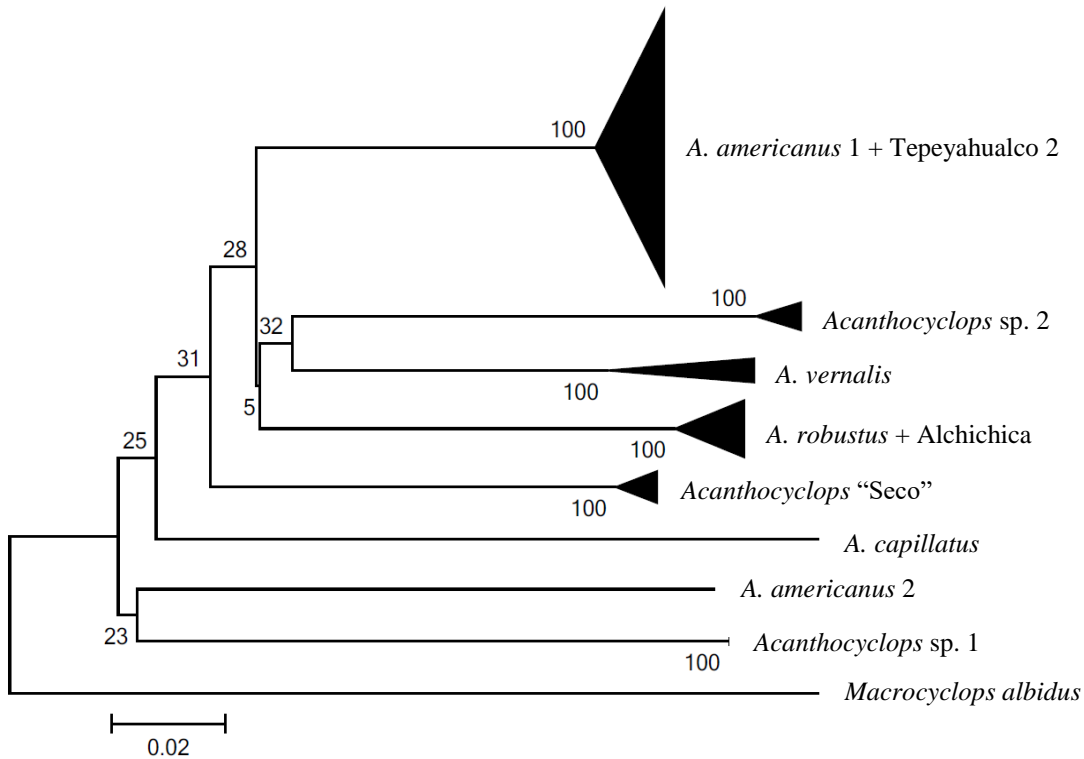 100
A. americanus 1 + Tepeyahualco 2
28
100
Acanthocyclops sp. 2
32
31
A. vernalis
100
5
A. robustus + Alchichica
25
100
Acanthocyclops “Seco”
100
A. capillatus
A. americanus 2
23
Acanthocyclops sp. 1
100
Macrocyclops albidus
0.02